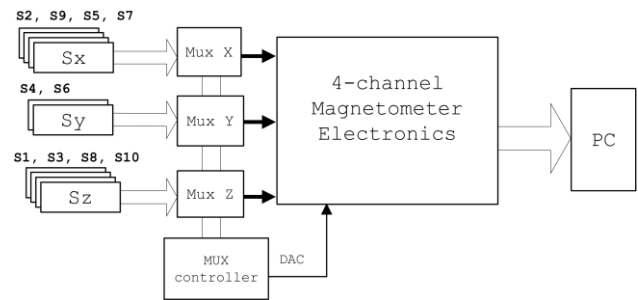 S2, S9, S5, S7
Sx
Mux X
4-channel
Magnetometer
Electronics
S4, S6
Sy
Mux Y
PC
S1, S3, S8, S10
Sz
Mux Z
MUX
controller
DAC